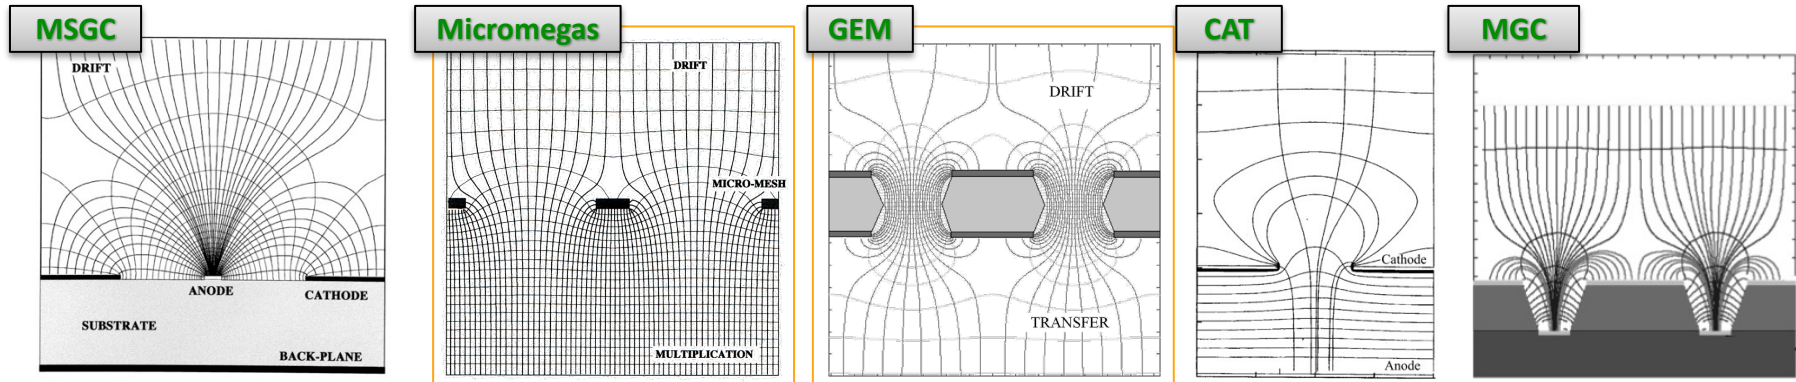 MSGC
DRIFT
ANODE
CATHODE
SUBSTRATE
BACK-PLANE
Micromegas
DRIFT
MICRO-MESH
MULTIPLICATION
GEM
DRIFT
TRANSFER
CAT
Cathode
Anode
MGC